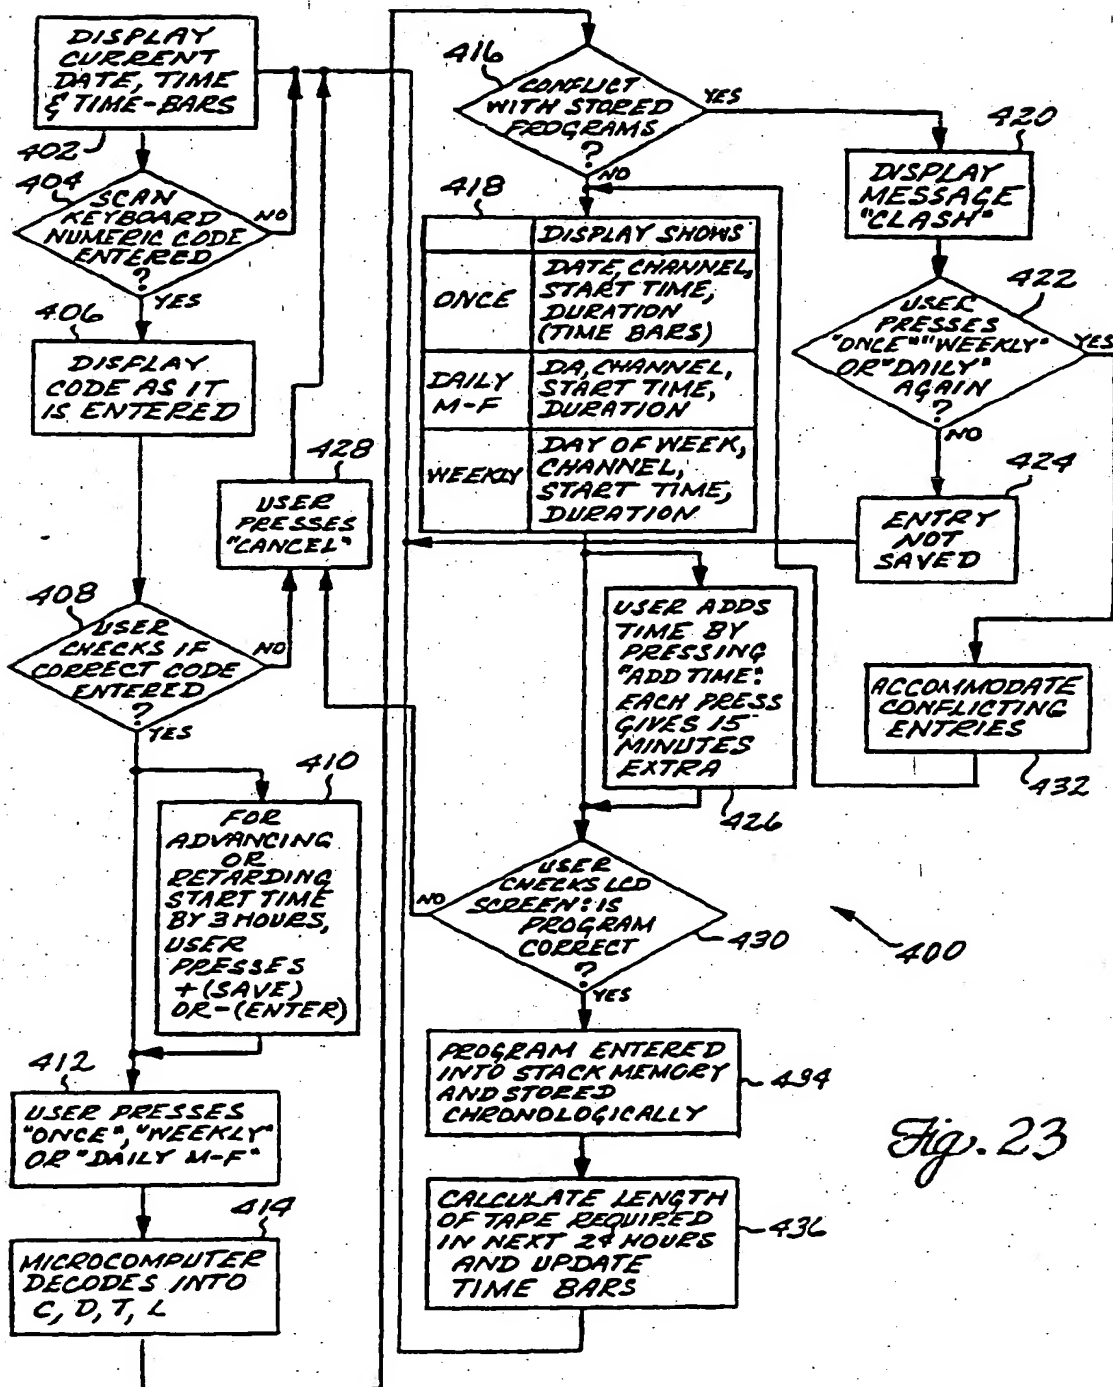 DISPLAY
CURRENT
DATE, TIME
& TIME-BARS
402
404
SCAN
KEYBOARD
NUMERIC CODE
ENTERED
?
NO
YES
406
DISPLAY
CODE AS IT
IS ENTERED
428
USER
PRESSES
"CANCEL"
408
USER
CHECKS IF
CORRECT CODE
ENTERED
?
NO
YES
410
FOR
ADVANCING
OR
RETARDING
START TIME
BY 3 HOURS,
USER
PRESSES
+(SAVE)
OR-(ENTER)
412
USER PRESSES
"ONCE", "WEEKLY"
OR "DAILY M-F"
414
MICROCOMPUTER
DECODES INTO
C, D, T, L
416
CONFLICT
WITH STORED
PROGRAMS
?
YES
NO
418
DISPLAY SHOWS
ONCE
DATE, CHANNEL,
START TIME,
DURATION
(TIME BARS)
DAILY
M-F
DA, CHANNEL,
START TIME,
DURATION
WEEKLY
DAY OF WEEK,
CHANNEL,
START TIME,
DURATION
420
DISPLAY
MESSAGE
"CLASH"
422
USER
PRESSES
"ONCE" "WEEKLY"
OR "DAILY"
AGAIN
?
YES
NO
424
ENTRY
NOT
SAVED
USER ADDS
TIME BY
PRESSING
"ADD TIME":
EACH PRESS
GIVES 15
MINUTES
EXTRA
426
ACCOMMODATE
CONFLICTING
ENTRIES
432
USER
CHECKS LCD
SCREEN: IS
PROGRAM
CORRECT
?
NO
YES
430
400
PROGRAM ENTERED
INTO STACK MEMORY
AND STORED
CHRONOLOGICALLY
434
CALCULATE LENGTH
OF TAPE REQUIRED
IN NEXT 24 HOURS
AND UPDATE
TIME BARS
436
Fig. 23